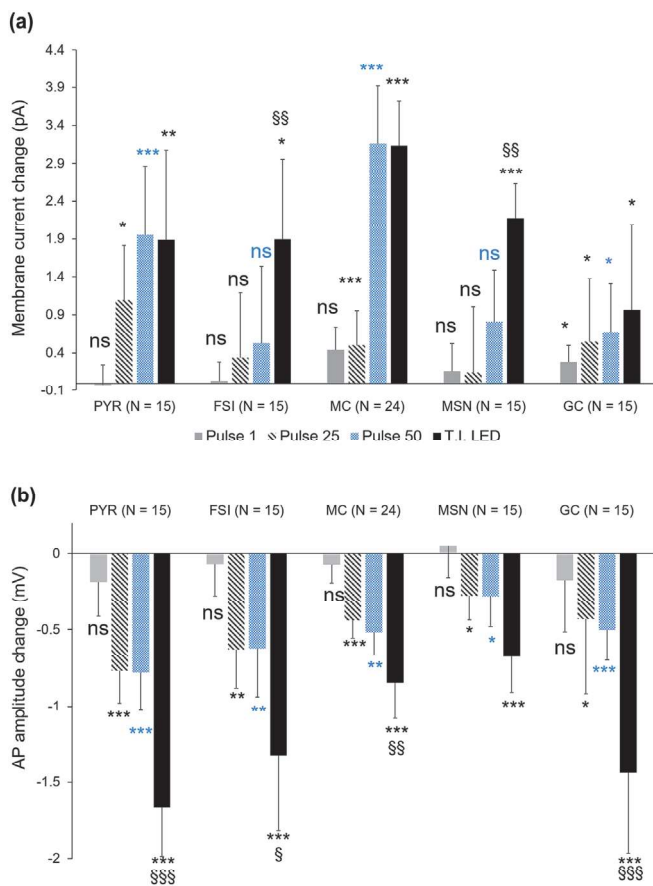 (a)
Membrane current change (pA)
4.4
3.9
3.4
2.9
2.4
1.9
1.4
0.9
0.4
-0.1
ns * *** **
ns ns ns * §§
ns *** *** ***
ns ns ns *** §§
* * * *
PYR (N = 15) FSI (N = 15) MC (N = 24) MSN (N = 15) GC (N = 15)
Pulse 1 Pulse 25 Pulse 50 T.I. LED
(b)
PYR (N = 15) FSI (N = 15) MC (N = 24) MSN (N = 15) GC (N = 15)
AP amplitude change (mV)
0
-0.5
-1
-1.5
-2
ns *** *** *** §§§
ns ** ** *** §
ns *** ** *** §§
ns * * ***
ns * *** *** §§§